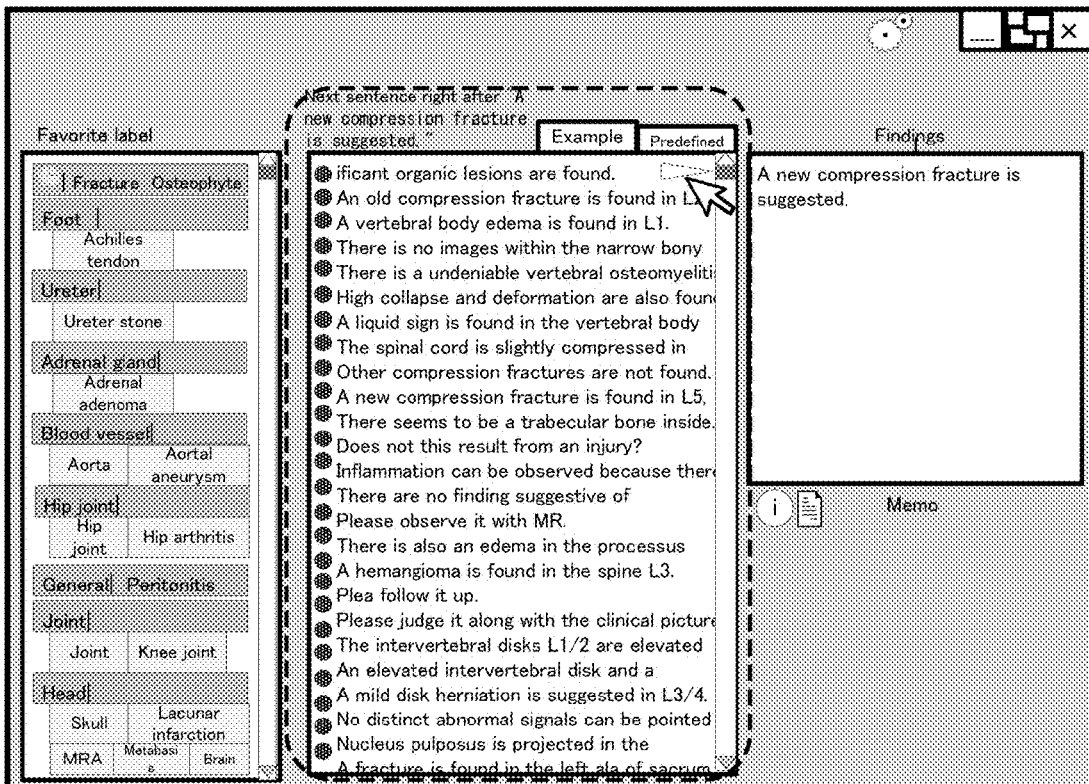 Favorite label
Fracture Osteophyte
Foot
Achilles
tendon
Ureter
Ureter stone
Adrenal gland
Adrenal
adenoma
Blood vessel
Aorta
Aortal
aneurysm
Hip joint
Hip
joint
Hip arthritis
General Peritonitis
Joint
Joint
Knee joint
Head
Skull
Lacunar
infarction
MRA
Metabasi
s
Brain
Next sentence right after "A
new compression fracture
is suggested."
Example
Predefined
ificant organic lesions are found.
An old compression fracture is found in L
A vertebral body edema is found in L1.
There is no images within the narrow bony
There is a undeniable vertebral osteomyeliti
High collapse and deformation are also foun
A liquid sign is found in the vertebral body
The spinal cord is slightly compressed in
Other compression fractures are not found.
A new compression fracture is found in L5,
There seems to be a trabecular bone inside.
Does not this result from an injury?
Inflammation can be observed because there
There are no finding suggestive of
Please observe it with MR.
There is also an edema in the processus
A hemangioma is found in the spine L3.
Plea follow it up.
Please judge it along with the clinical picture
The intervertebral disks L1/2 are elevated
An elevated intervertebral disk and a
A mild disk herniation is suggested in L3/4.
No distinct abnormal signals can be pointed
Nucleus pulposus is projected in the
A fracture is found in the left ala of sacrum
Findings
A new compression fracture is
suggested.
i
Memo